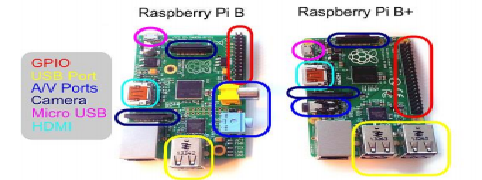 Raspberry Pi B
Raspberry Pi B+
GPIO
USB Port
A/V Ports
Camera
Micro USB
HDMI